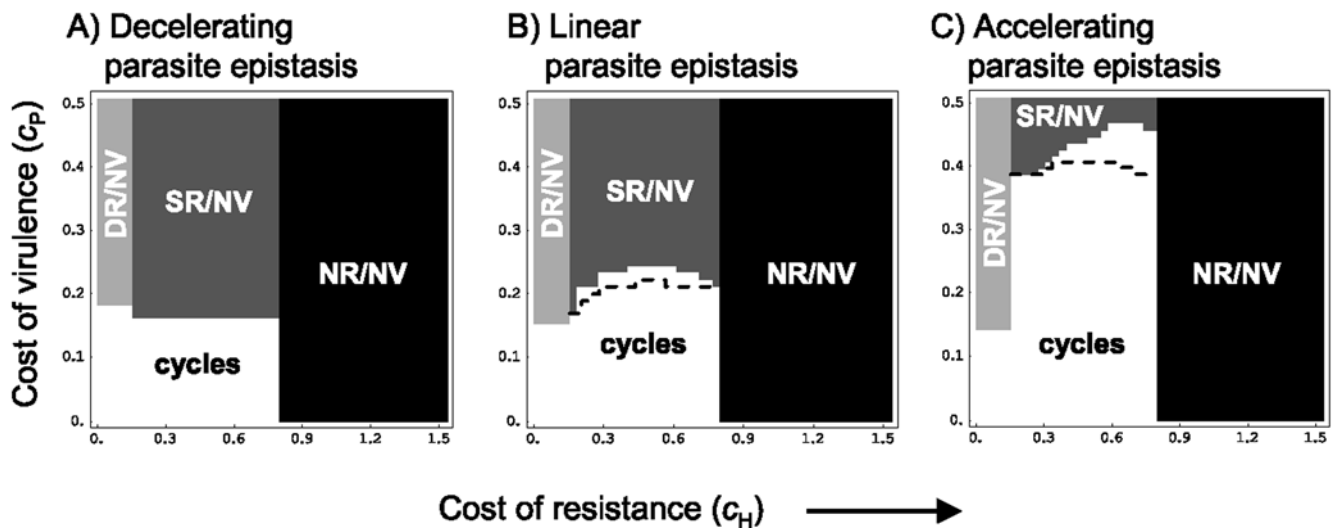 A) Decelerating
parasite epistasis
B) Linear
parasite epistasis
C) Accelerating
parasite epistasis
Cost of virulence (cP)
0.5
0.4
0.3
0.2
0.1
0.
DR/NV
SR/NV
NR/NV
cycles
0.
0.3
0.6
0.9
1.2
1.5
0.5
0.4
0.3
0.2
0.1
0.
DR/NV
SR/NV
NR/NV
cycles
0.
0.3
0.6
0.9
1.2
1.5
0.5
0.4
0.3
0.2
0.1
0.
DR/NV
SR/NV
NR/NV
cycles
0.
0.3
0.6
0.9
1.2
1.5
Cost of resistance (cH)